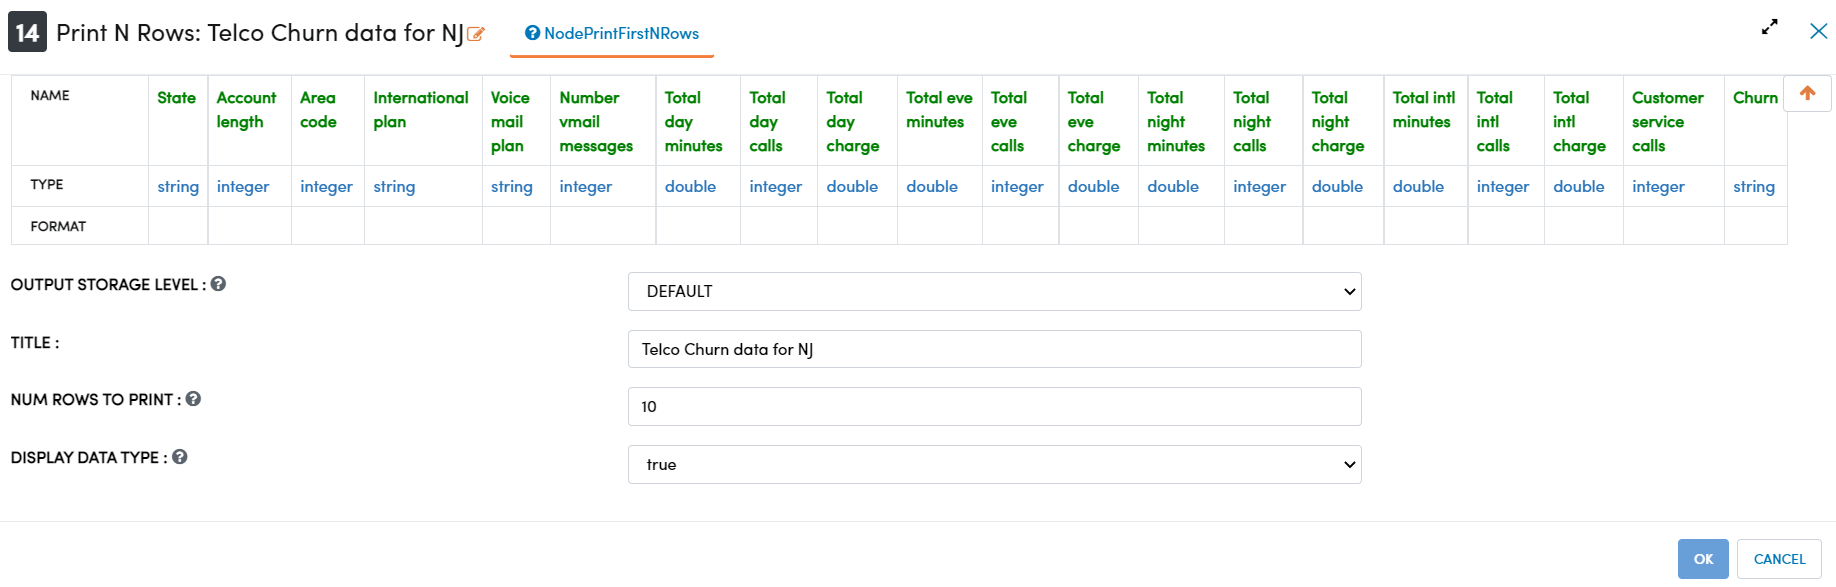 14 Print N Rows: Telco Churn data for NJ NodePrintFirstNRows
NAME State Account length Area code International plan Voice mail plan Number vmail messages Total day minutes Total day calls Total day charge Total eve minutes Total eve calls Total eve charge Total night minutes Total night calls Total night charge Total intl minutes Total intl calls Total intl charge Customer service calls Churn
TYPE string integer integer string string integer double integer double double integer double double integer double double integer double integer string
FORMAT
OUTPUT STORAGE LEVEL : DEFAULT
TITLE : Telco Churn data for NJ
NUM ROWS TO PRINT : 10
DISPLAY DATA TYPE : true
OK CANCEL